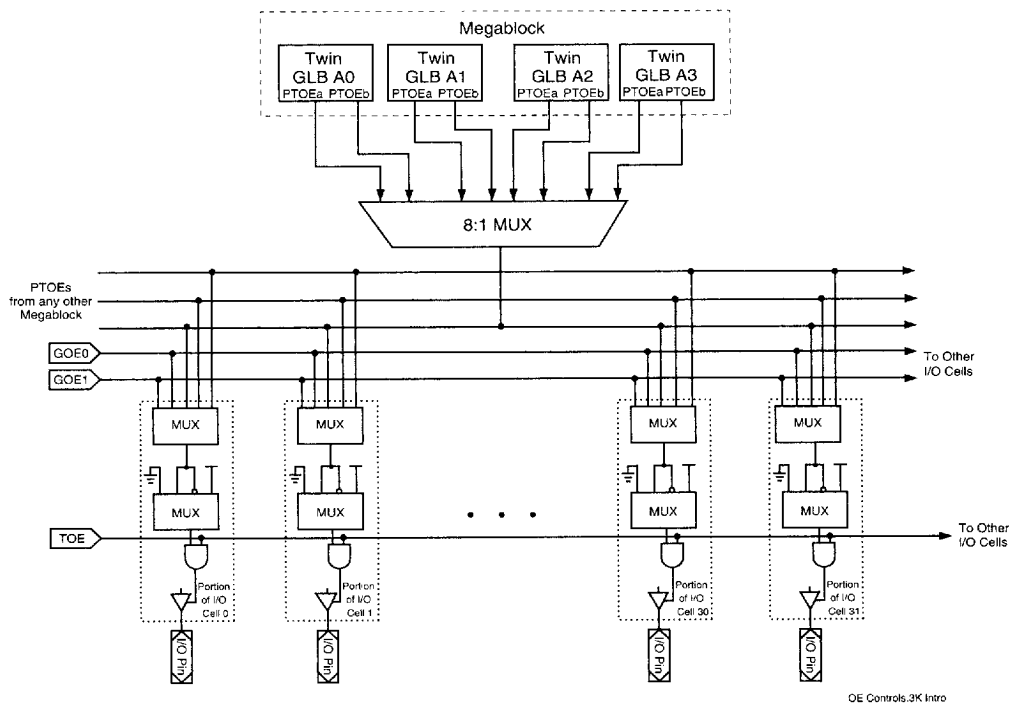 Megablock
Twin
GLB A0
PTOEa PTOEb
Twin
GLB A1
PTOEa PTOEb
Twin
GLB A2
PTOEa PTOEb
Twin
GLB A3
PTOEa PTOEb
8:1 MUX
PTOEs
from any other
Megablock
GOE0
GOE1
To Other
I/O Cells
MUX
MUX
MUX
MUX
MUX
MUX
MUX
MUX
. . .
TOE
To Other
I/O Cells
Portion
of I/O
Cell 0
Portion
of I/O
Cell 1
Portion
of I/O
Cell 30
Portion
of I/O
Cell 31
I/O Pin
I/O Pin
I/O Pin
I/O Pin
OE Controls.3K Intro